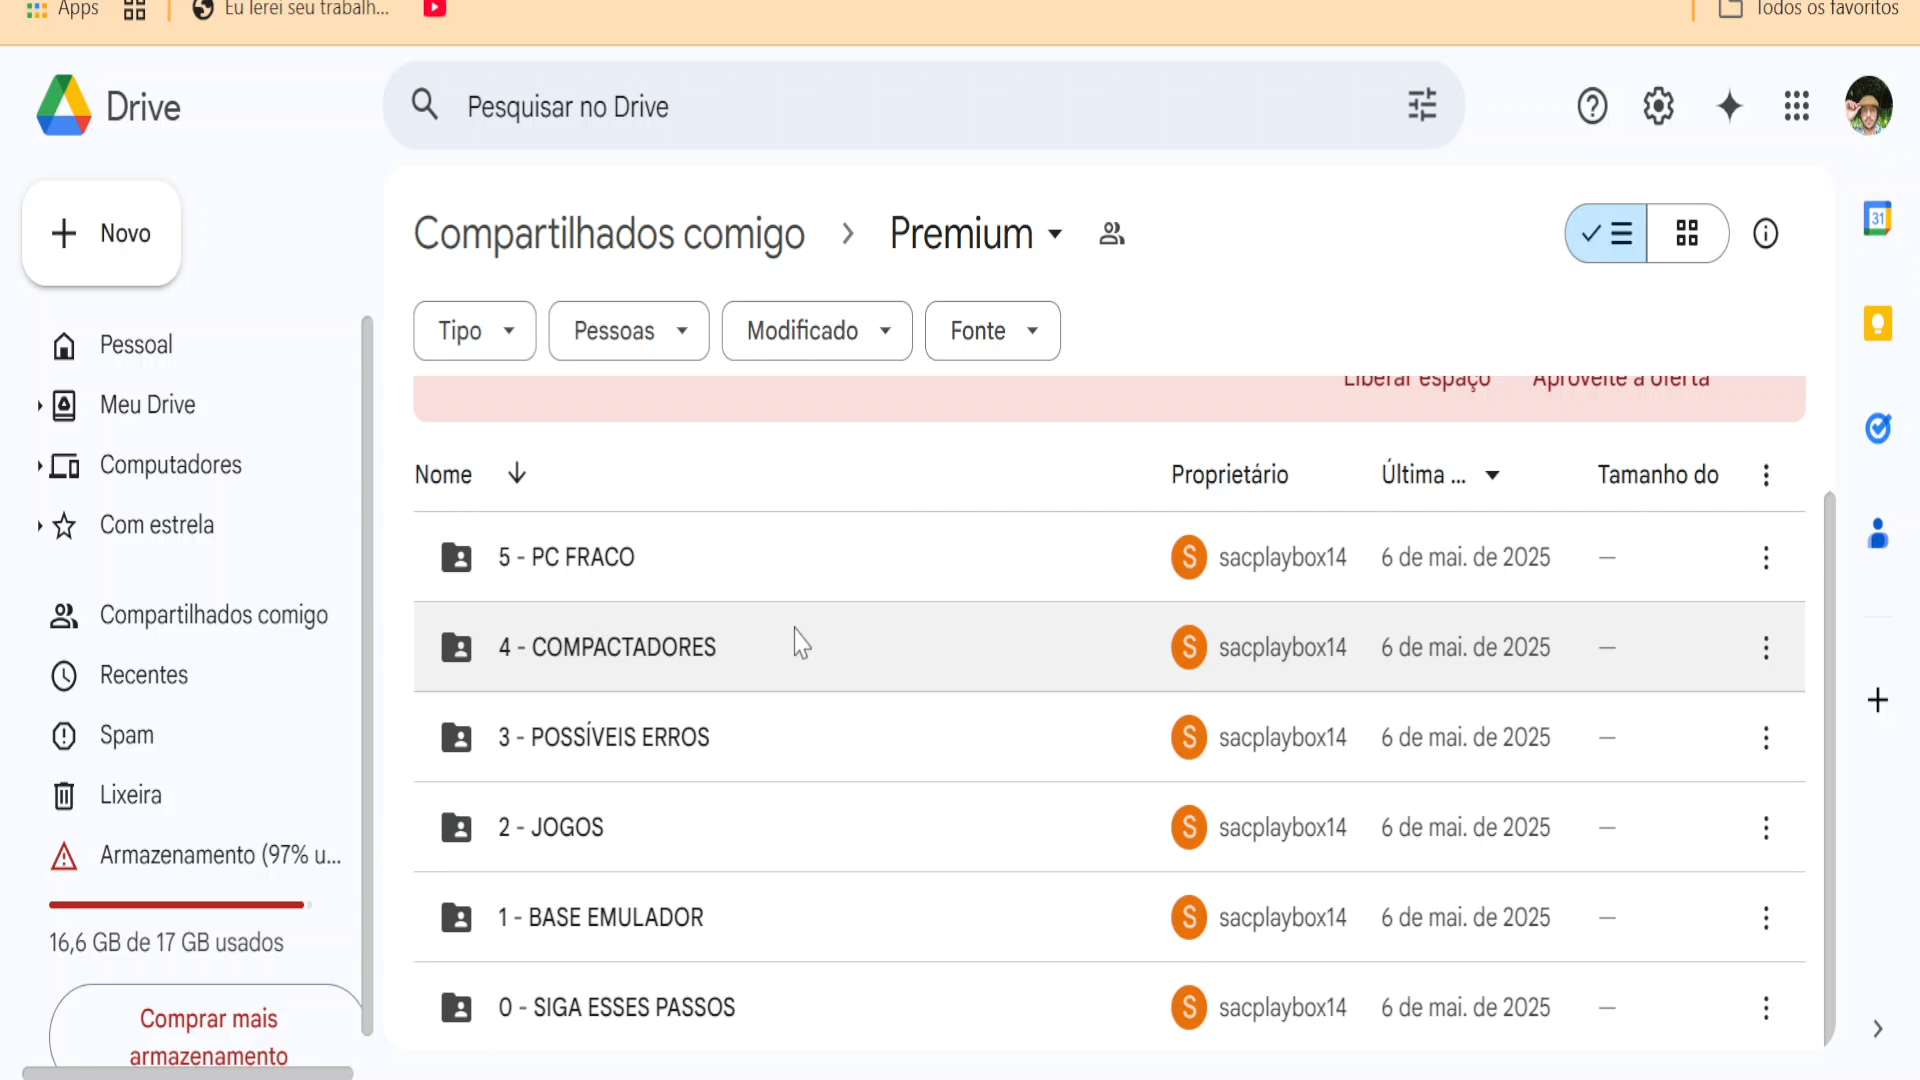 Apps
Eu lerei seu trabalh...
Todos os favoritos
Drive
Pesquisar no Drive
Novo
Compartilhados comigo > Premium
Tipo
Pessoas
Modificado
Fonte
Liberar espaço
Aproveite a oferta
Pessoal
Meu Drive
Computadores
Com estrela
Compartilhados comigo
Recentes
Spam
Lixeira
Armazenamento (97% u...
16,6 GB de 17 GB usados
Comprar mais
armazenamento
Nome Proprietário Última ... Tamanho do
5 - PC FRACO S sacplaybox14 6 de mai. de 2025 —
4 - COMPACTADORES S sacplaybox14 6 de mai. de 2025 —
3 - POSSÍVEIS ERROS S sacplaybox14 6 de mai. de 2025 —
2 - JOGOS S sacplaybox14 6 de mai. de 2025 —
1 - BASE EMULADOR S sacplaybox14 6 de mai. de 2025 —
0 - SIGA ESSES PASSOS S sacplaybox14 6 de mai. de 2025 —
31